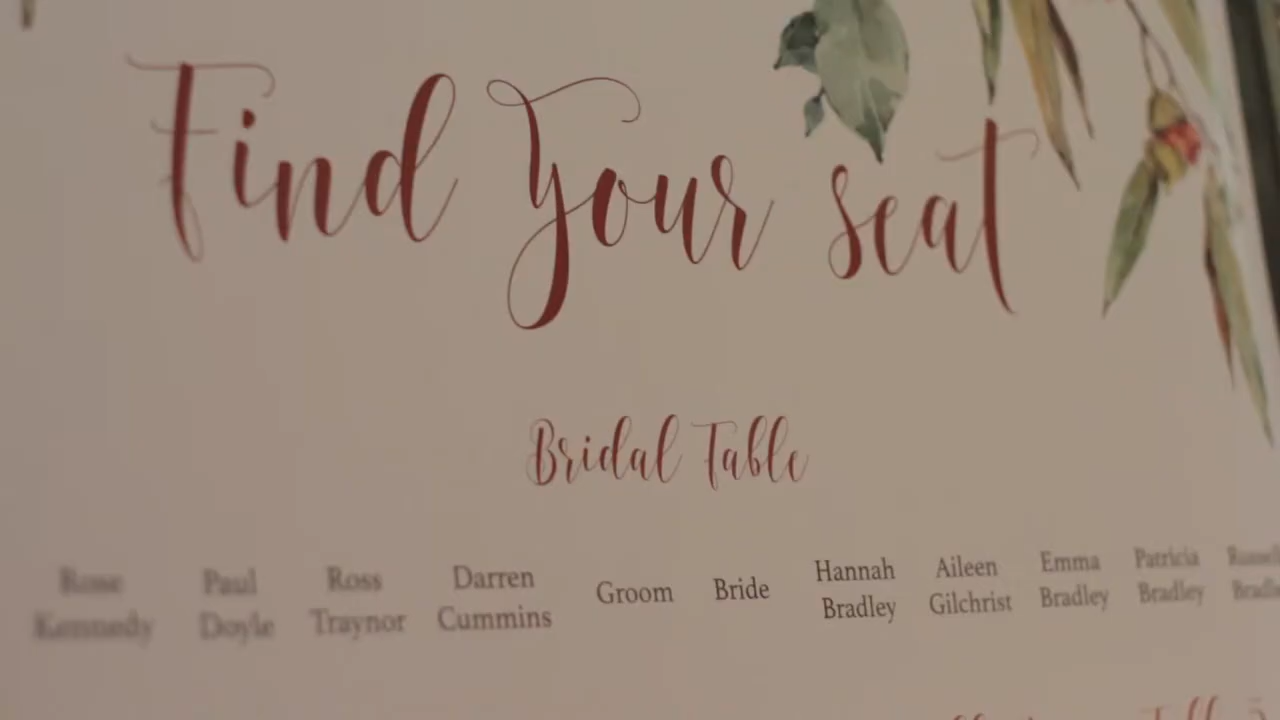 Find Your seat
Bridal Table
Rose Paul Ross Darren Groom Bride Hannah Aileen Emma Patricia
Kennedy Doyle Traynor Cummins Bradley Gilchrist Bradley Bradley